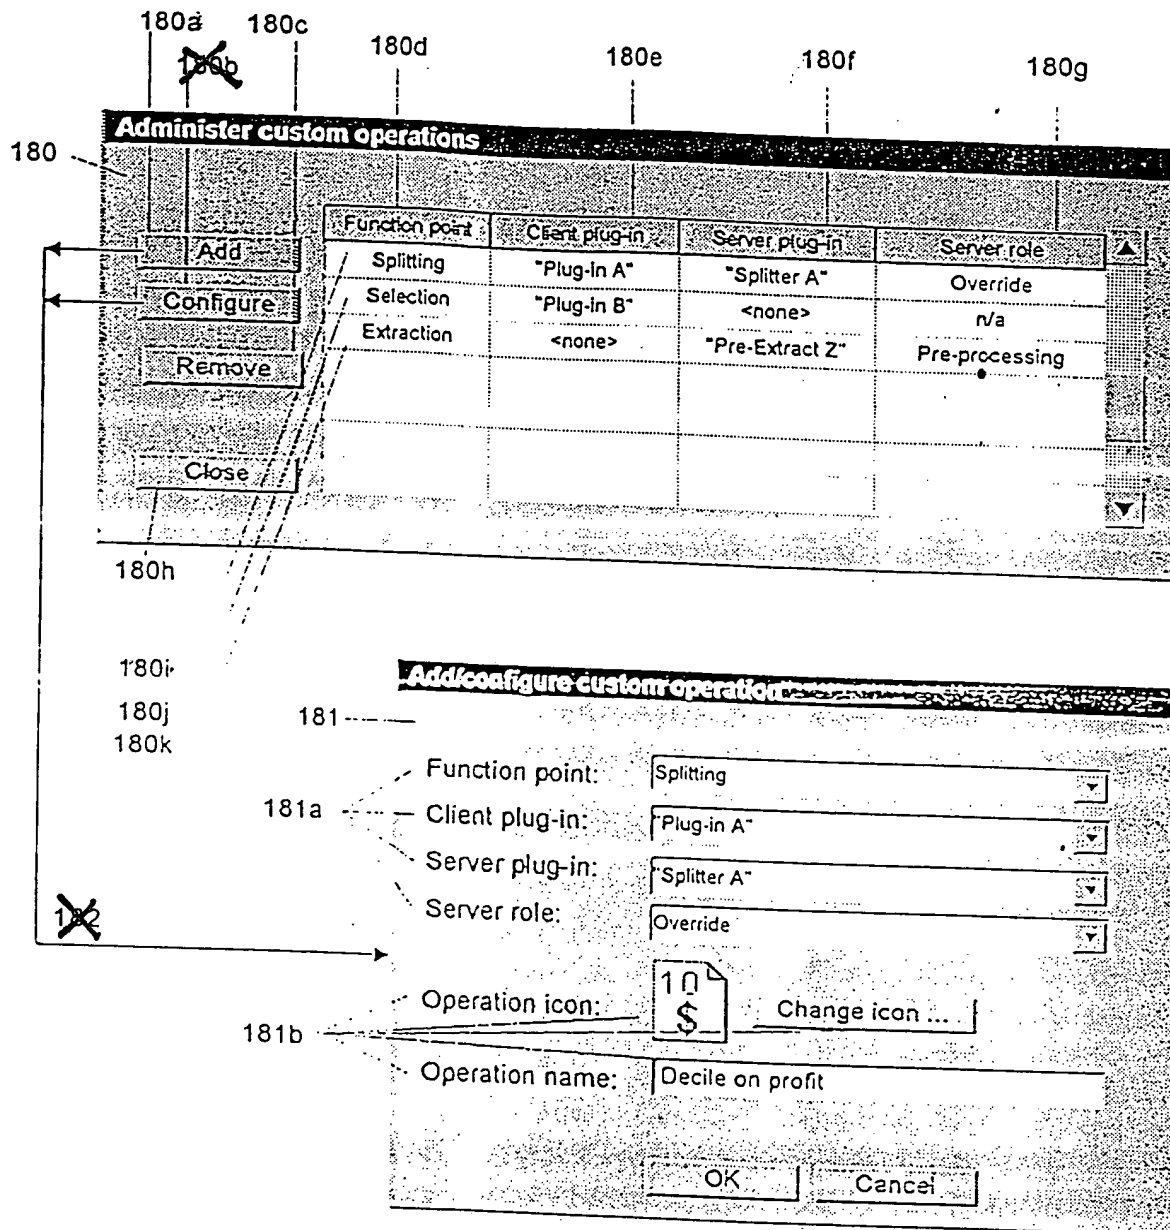 180a 180c 180d 180e 180f 180g
180b
180
Administer custom operations
Function point Client plug-in Server plug-in Server role
Add
Splitting "Plug-in A" "Splitter A" Override
Configure
Selection "Plug-in B" <none> n/a
Extraction <none> "Pre-Extract Z" Pre-processing
Remove
Close
180h
180i
180j
180k
Add/configure custom operation
181
Function point: Splitting
181a
Client plug-in: "Plug-in A"
Server plug-in: "Splitter A"
Server role: Override
182
Operation icon: 10 $ Change icon ...
181b
Operation name: Decile on profit
OK Cancel